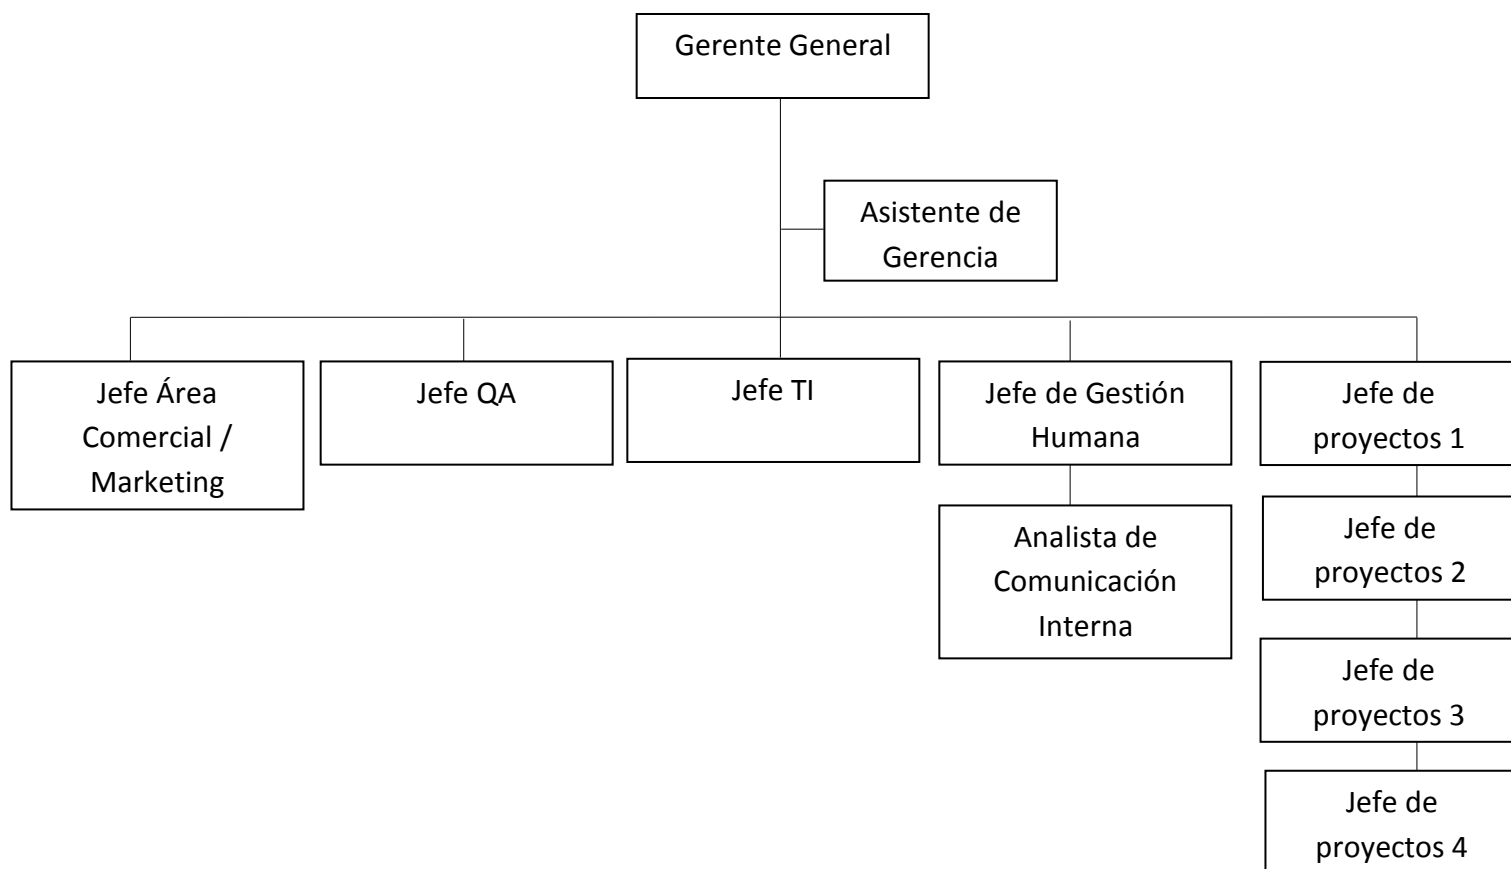 Gerente General
Asistente de
Gerencia
Jefe Área
Comercial /
Marketing
Jefe QA
Jefe TI
Jefe de Gestión
Humana
Jefe de
proyectos 1
Analista de
Comunicación
Interna
Jefe de
proyectos 2
Jefe de
proyectos 3
Jefe de
proyectos 4